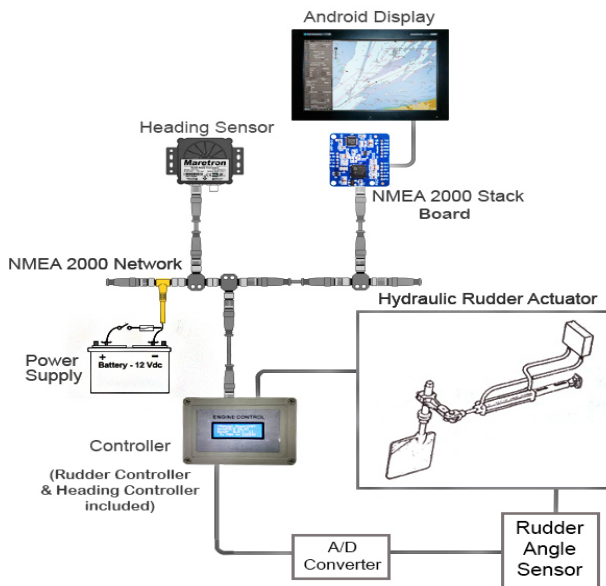 Android Display
Heading Sensor
Maretron
NMEA 2000 Stack
Board
NMEA 2000 Network
Hydraulic Rudder Actuator
Power
Supply
+ -
Battery - 12 Vdc
ENGINE CONTROL
Controller
(Rudder Controller
& Heading Controller
included)
A/D
Converter
Rudder
Angle
Sensor